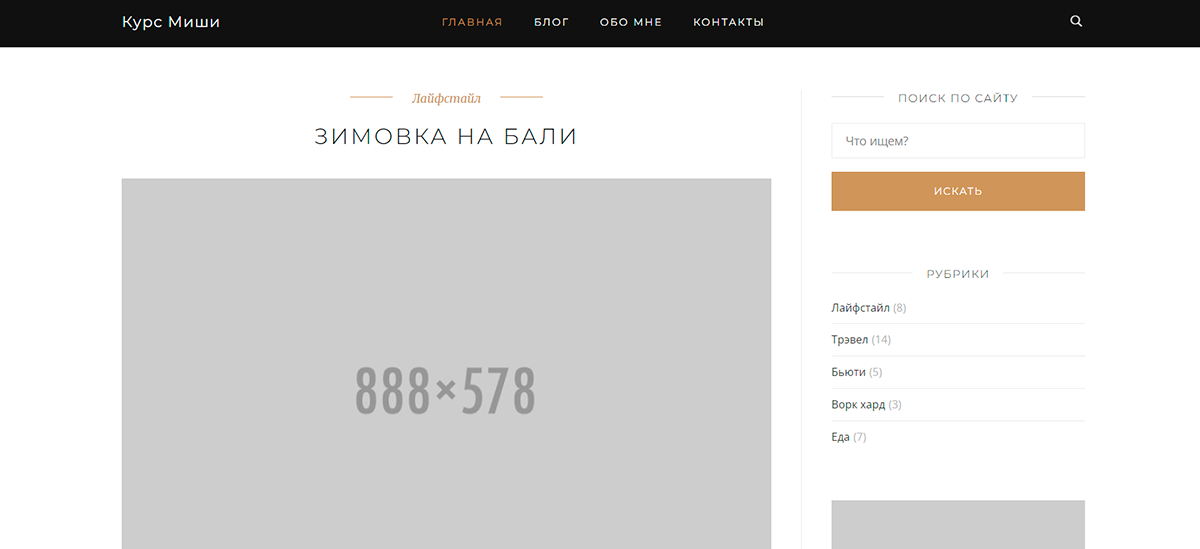 Курс Миши
ГЛАВНАЯ БЛОГ ОБО МНЕ КОНТАКТЫ
Лайфстайл
ЗИМОВКА НА БАЛИ
888×578
ПОИСК ПО САЙТУ
Что ищем?
ИСКАТЬ
РУБРИКИ
Лайфстайл (8)
Трэвел (14)
Бьюти (5)
Ворк хард (3)
Еда (7)